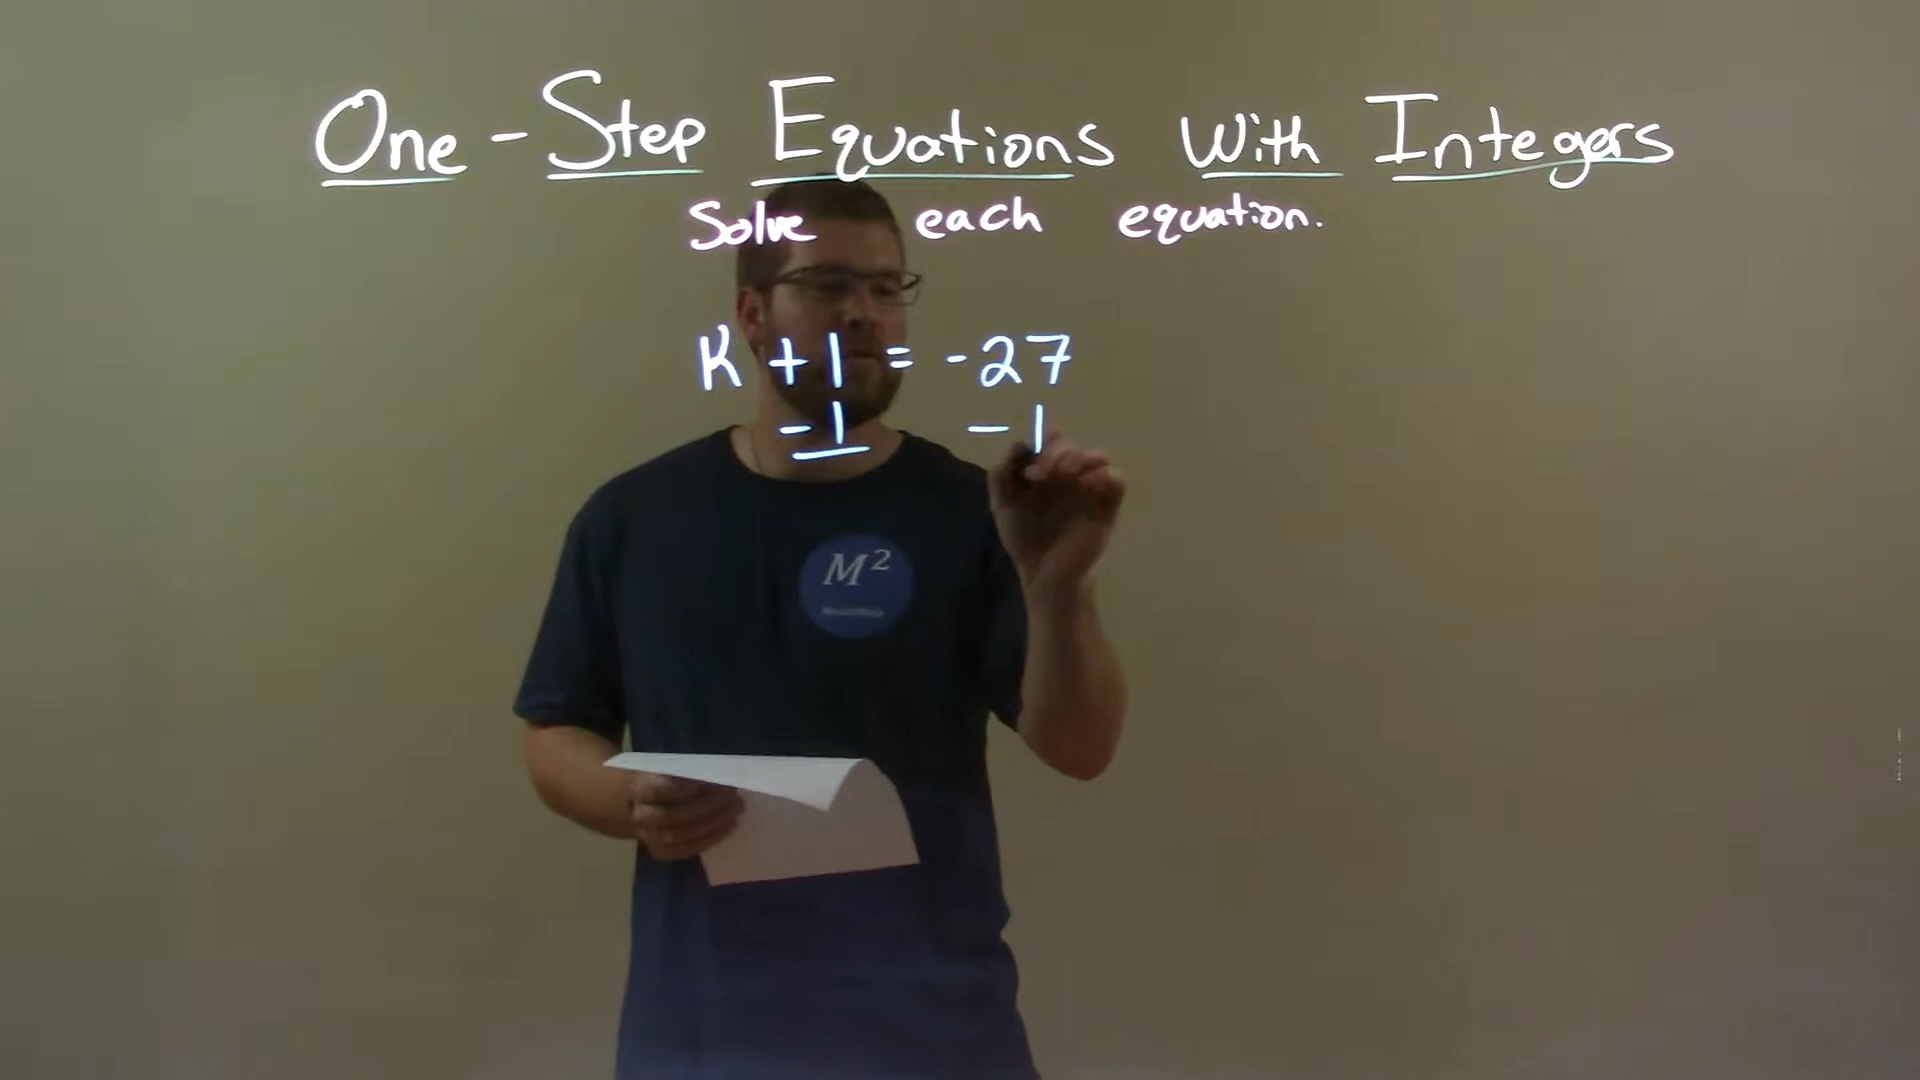 One-Step Equations With Integers
Solve each equation.
K + 1 = -27
-1 -1
M²